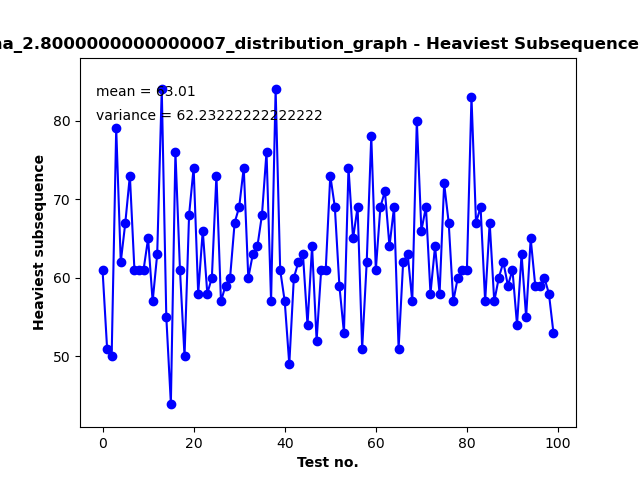 a_2.8000000000000007_distribution_graph - Heaviest Subsequence
mean = 63.01
variance = 62.23222222222222
Heaviest subsequence
80
70
60
50
0 20 40 60 80 100
Test no.